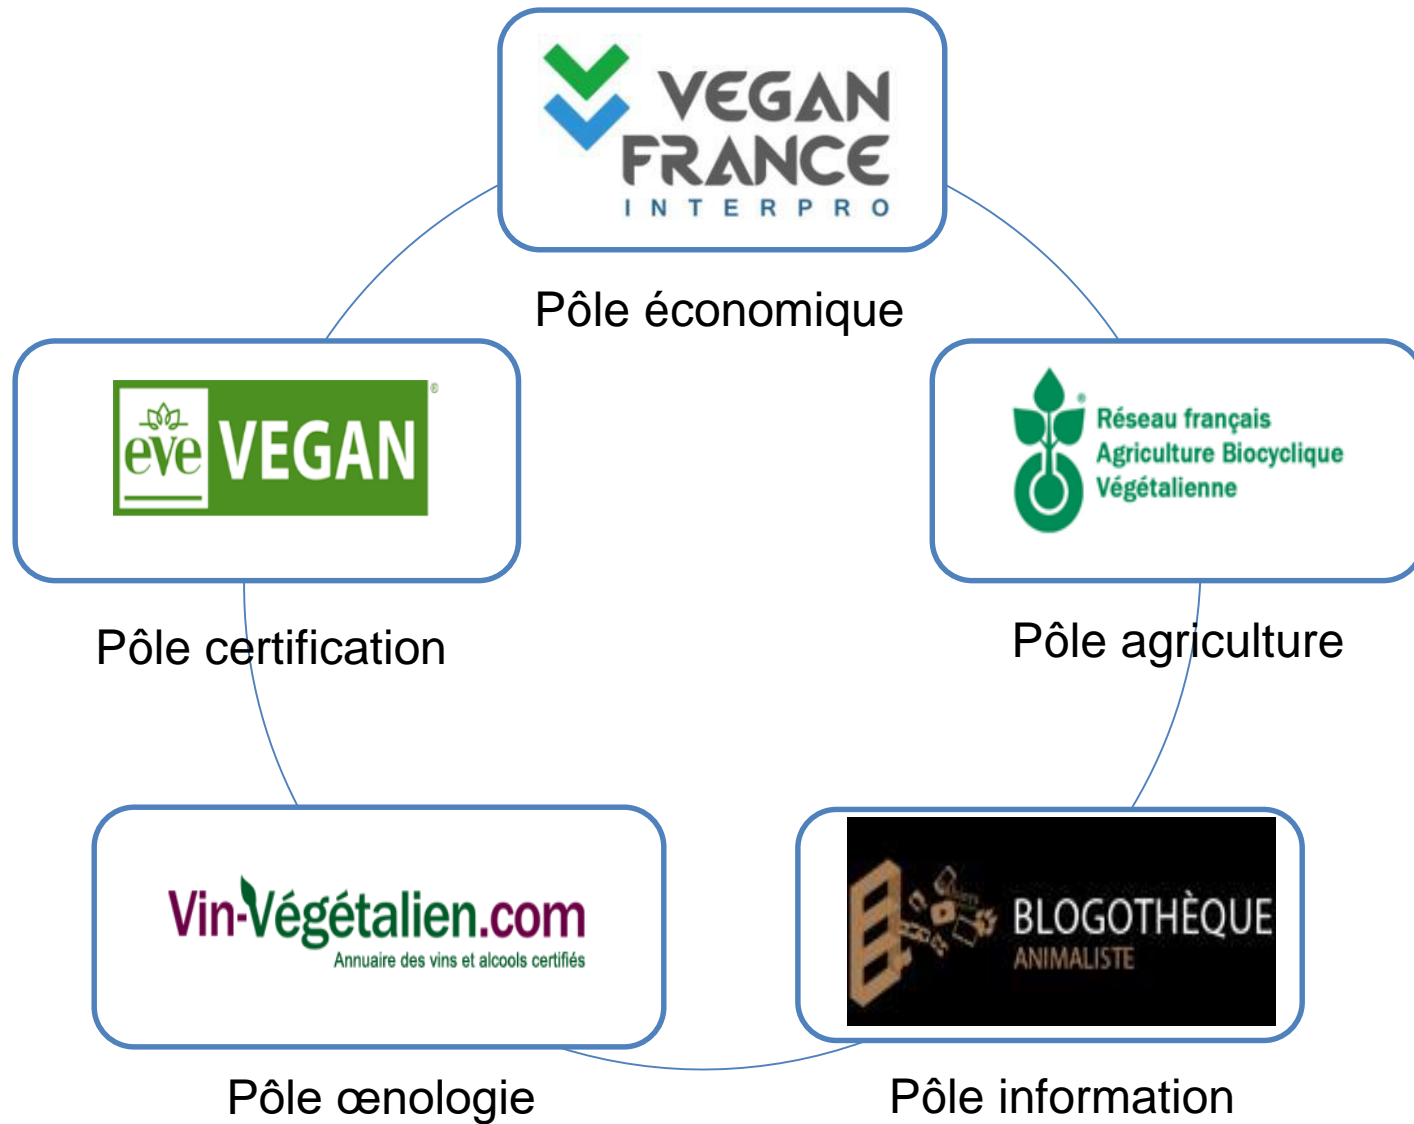 VEGAN
FRANCE
INTERPRO
Pôle économique
eve VEGAN®
Pôle certification
Réseau français
Agriculture Biocyclique
Végétalienne
®
Pôle agriculture
Vin-Végétalien.com
Annuaire des vins et alcools certifiés
Pôle œnologie
BLOGOTHÈQUE
ANIMALISTE
Pôle information